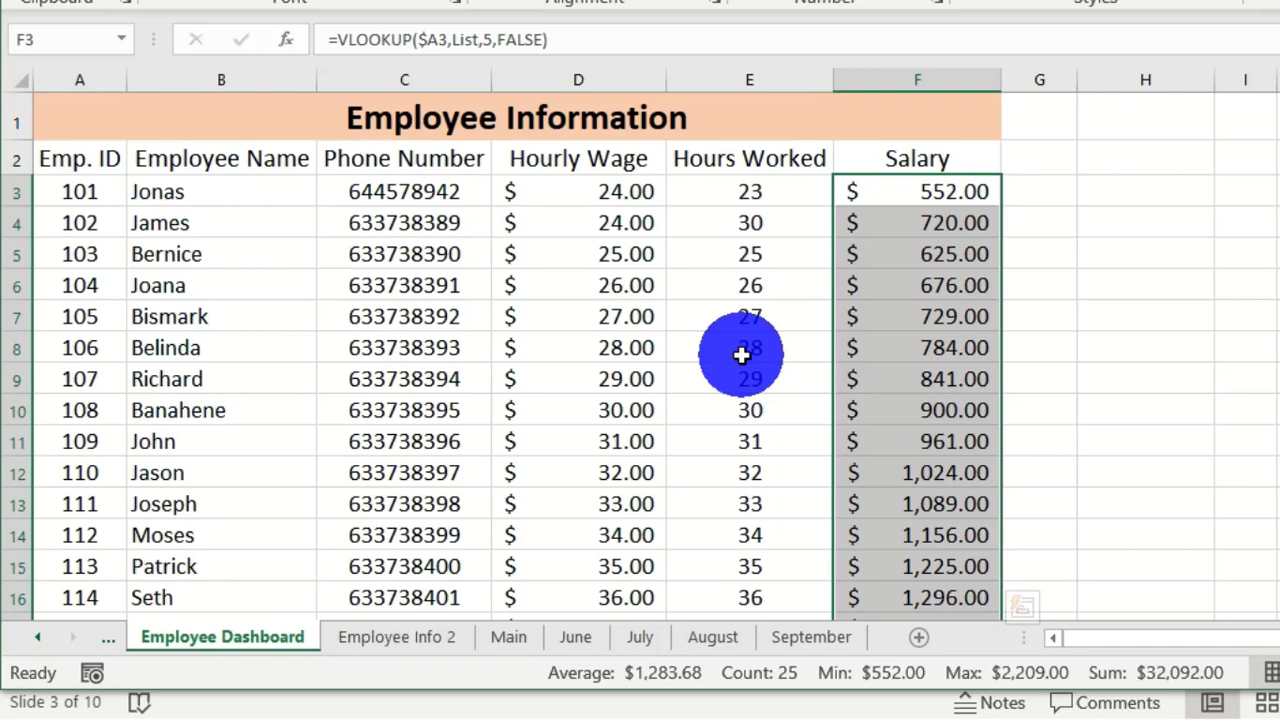 Clipboard Font Alignment Number Styles
F3 fx =VLOOKUP($A3,List,5,FALSE)
A B C D E F G H I
1 Employee Information
2 Emp. ID Employee Name Phone Number Hourly Wage Hours Worked Salary
3 101 Jonas 644578942 $ 24.00 23 $ 552.00
4 102 James 633738389 $ 24.00 30 $ 720.00
5 103 Bernice 633738390 $ 25.00 25 $ 625.00
6 104 Joana 633738391 $ 26.00 26 $ 676.00
7 105 Bismark 633738392 $ 27.00 27 $ 729.00
8 106 Belinda 633738393 $ 28.00 28 $ 784.00
9 107 Richard 633738394 $ 29.00 29 $ 841.00
10 108 Banahene 633738395 $ 30.00 30 $ 900.00
11 109 John 633738396 $ 31.00 31 $ 961.00
12 110 Jason 633738397 $ 32.00 32 $ 1,024.00
13 111 Joseph 633738398 $ 33.00 33 $ 1,089.00
14 112 Moses 633738399 $ 34.00 34 $ 1,156.00
15 113 Patrick 633738400 $ 35.00 35 $ 1,225.00
16 114 Seth 633738401 $ 36.00 36 $ 1,296.00
... Employee Dashboard Employee Info 2 Main June July August September
Ready Average: $1,283.68 Count: 25 Min: $552.00 Max: $2,209.00 Sum: $32,092.00
Slide 3 of 10 Notes Comments